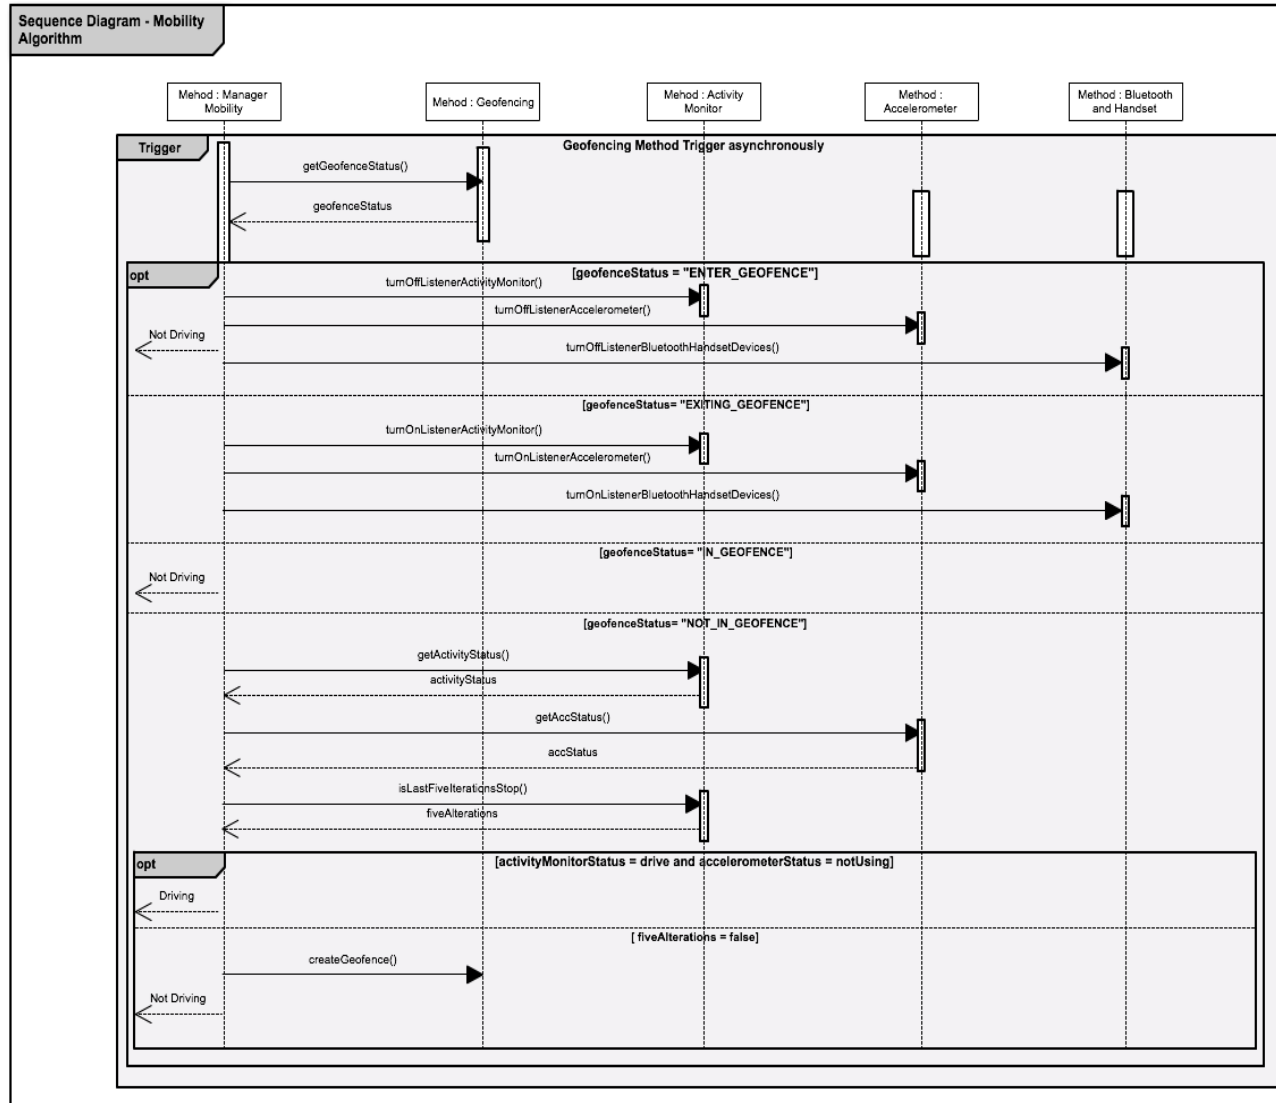 Sequence Diagram - Mobility
Algorithm
Mehod : Manager
Mobility
Mehod : Geofencing
Mehod : Activity
Monitor
Method :
Accelerometer
Method : Bluetooth
and Handset
Trigger
Geofencing Method Trigger asynchronously
getGeofenceStatus()
geofenceStatus
opt
[geofenceStatus = "ENTER_GEOFENCE"]
turnOffListenerActivityMonitor()
turnOffListenerAccelerometer()
Not Driving
turnOffListenerBluetoothHandsetDevices()
[geofenceStatus= "EXITING_GEOFENCE"]
turnOnListenerActivityMonitor()
turnOnListenerAccelerometer()
turnOnListenerBluetoothHandsetDevices()
[geofenceStatus= "IN_GEOFENCE"]
Not Driving
[geofenceStatus= "NOT_IN_GEOFENCE"]
getActivityStatus()
activityStatus
getAccStatus()
accStatus
isLastFiveIterationsStop()
fiveAlterations
opt
[activityMonitorStatus = drive and accelerometerStatus = notUsing]
Driving
[ fiveAlterations = false]
createGeofence()
Not Driving